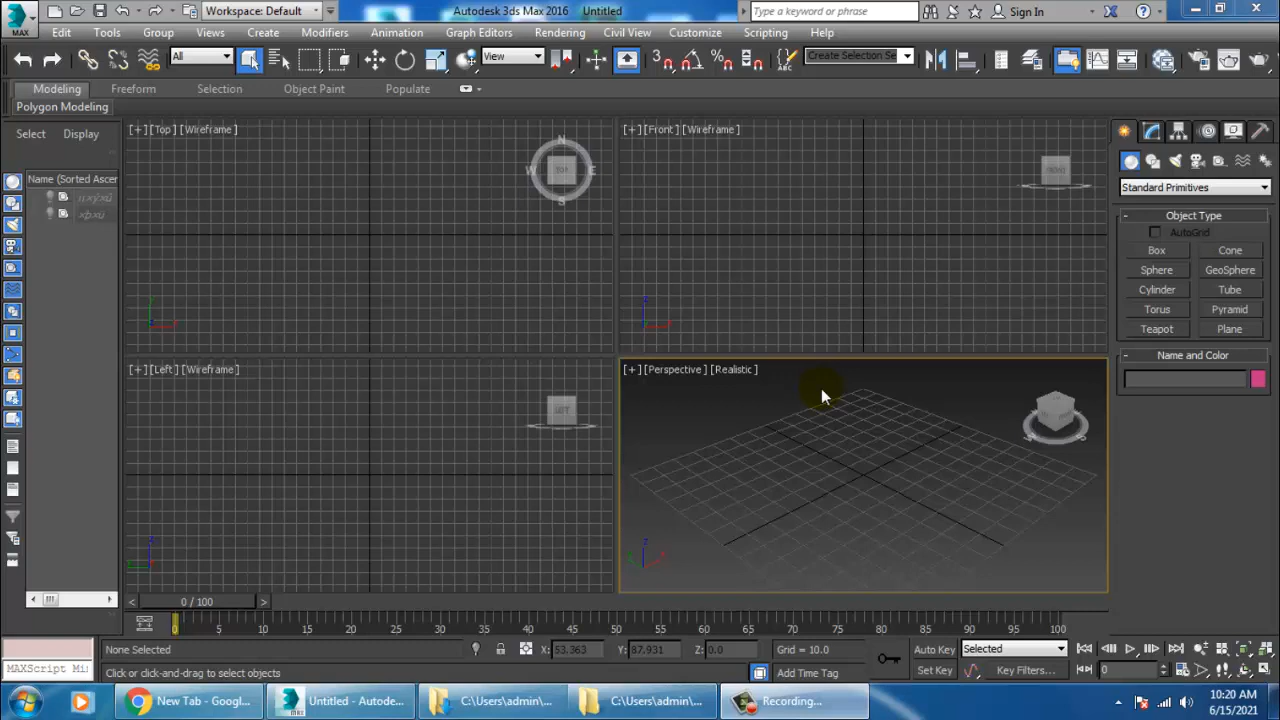 MAX
Workspace: Default
Autodesk 3ds Max 2016
Untitled
Type a keyword or phrase
Sign In
Edit
Tools
Group
Views
Create
Modifiers
Animation
Graph Editors
Rendering
Civil View
Customize
Scripting
Help
All
View
3
Create Selection Se
Modeling
Freeform
Selection
Object Paint
Populate
Polygon Modeling
Select
Display
Name (Sorted Ascer
[+] [Top] [Wireframe]
N
W
TOP
E
S
[+] [Front] [Wireframe]
FRONT
[+] [Left] [Wireframe]
LEFT
[+] [Perspective] [Realistic]
Standard Primitives
- Object Type
AutoGrid
Box
Cone
Sphere
GeoSphere
Cylinder
Tube
Torus
Pyramid
Teapot
Plane
- Name and Color
< 0 / 100 >
0 5 10 15 20 25 30 35 40 45 50 55 60 65 70 75 80 85 90 95 100
None Selected
X: 53.363
Y: 87.931
Z: 0.0
Grid = 10.0
Auto Key
Selected
MAXScript Mi
Click or click-and-drag to select objects
Add Time Tag
Set Key
Key Filters...
0
New Tab - Googl...
Untitled - Autode...
C:\Users\admin\...
C:\Users\admin\...
Recording...
10:20 AM
6/15/2021